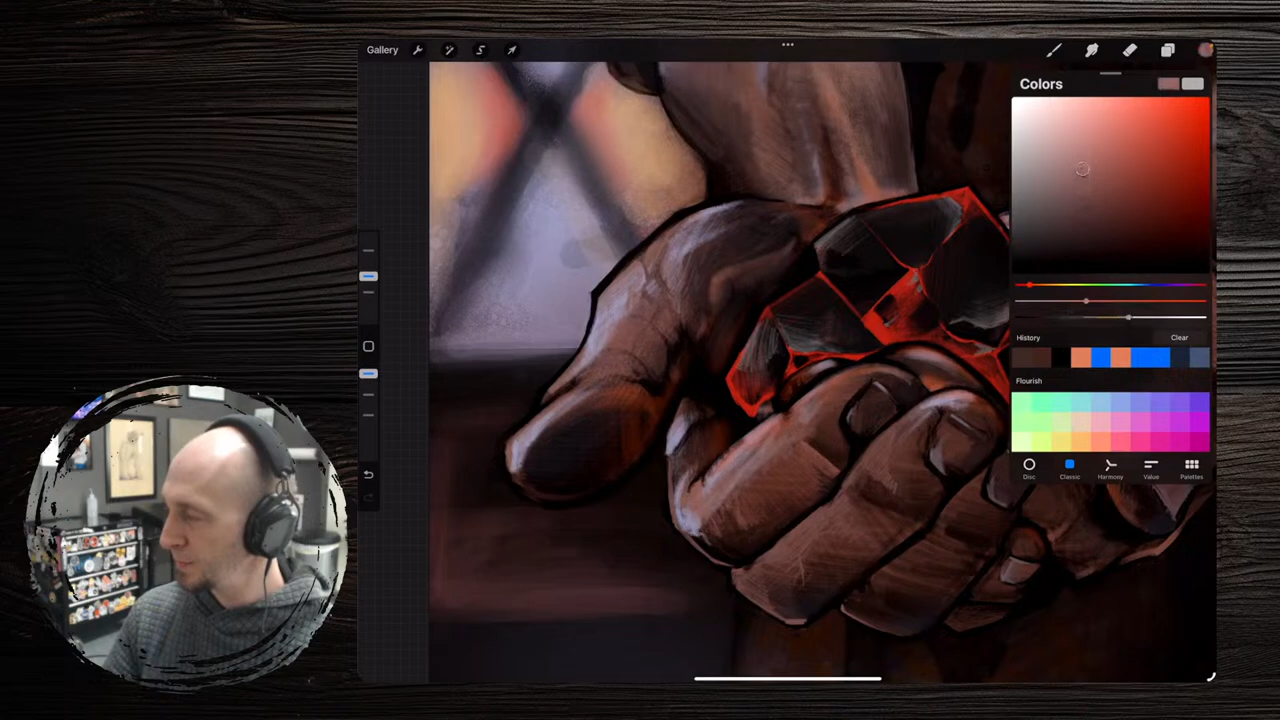 Gallery
Colors
History
Clear
Flourish
Disc
Classic
Harmony
Value
Palettes